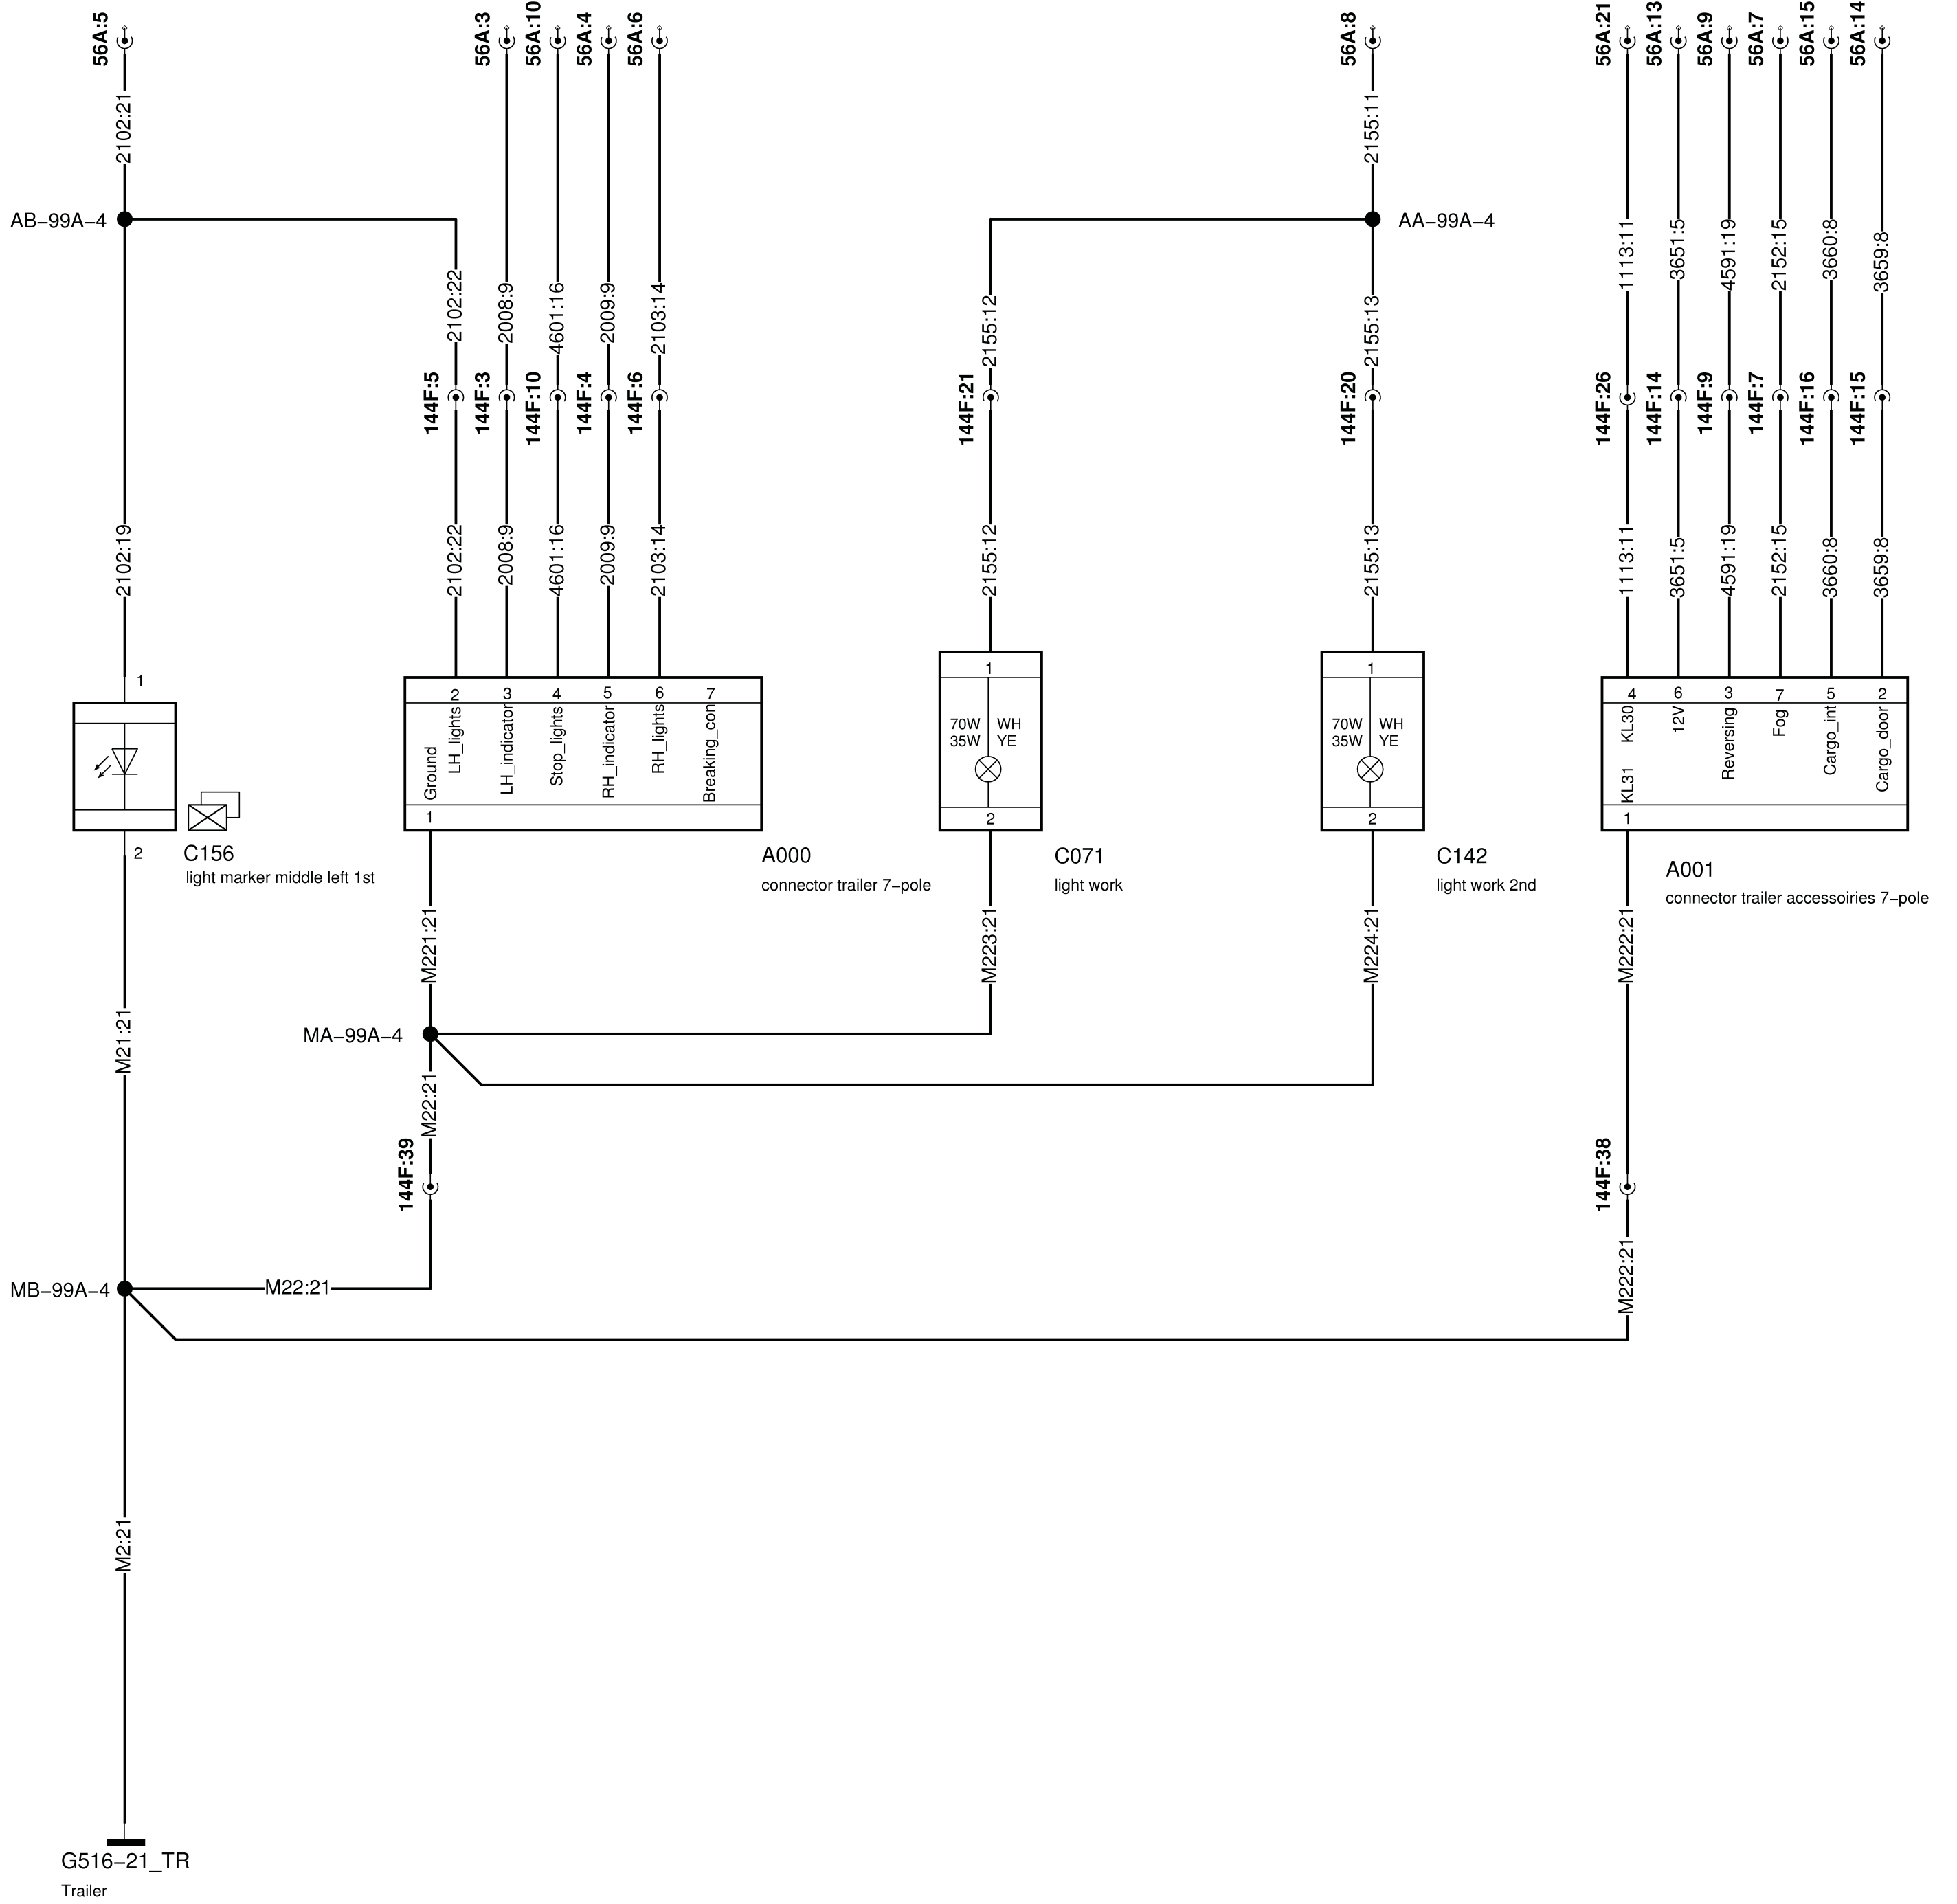 56A:5
56A:3
56A:10
56A:4
56A:6
56A:8
56A:21
56A:13
56A:9
56A:7
56A:15
56A:14
2102:21
2155:11
AB–99A–4
AA–99A–4
2102:22
2008:9
4601:16
2009:9
2103:14
2155:12
2155:13
1113:11
3651:5
4591:19
2152:15
3660:8
3659:8
144F:5
144F:3
144F:10
144F:4
144F:6
144F:21
144F:20
144F:26
144F:14
144F:9
144F:7
144F:16
144F:15
2102:19
2102:22
2008:9
4601:16
2009:9
2103:14
2155:12
2155:13
1113:11
3651:5
4591:19
2152:15
3660:8
3659:8
1
2 3 4 5 6 7
1
1
4 6 3 7 5 2
Ground
LH_lights
LH_indicator
Stop_lights
RH_indicator
RH_lights
Breaking_con
70W WH
35W YE
70W WH
35W YE
KL31
KL30
12V
Reversing
Fog
Cargo_int
Cargo_door
1
2
2
1
2
C156
light marker middle left 1st
A000
connector trailer 7–pole
C071
light work
C142
light work 2nd
A001
connector trailer accessoiries 7–pole
M221:21
M223:21
M224:21
M222:21
M21:21
MA–99A–4
M22:21
144F:39
144F:38
MB–99A–4
M22:21
M222:21
M2:21
G516–21_TR
Trailer